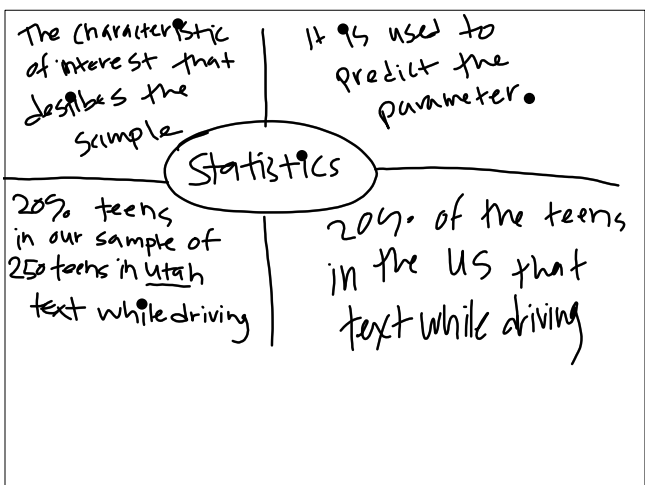 The characteristic
of interest that
desribes the
sample
It is used to
predict the
parameter.
Statistics
20% teens
in our sample of
250 teens in Utah
text while driving
20% of the teens
in the US that
text while driving